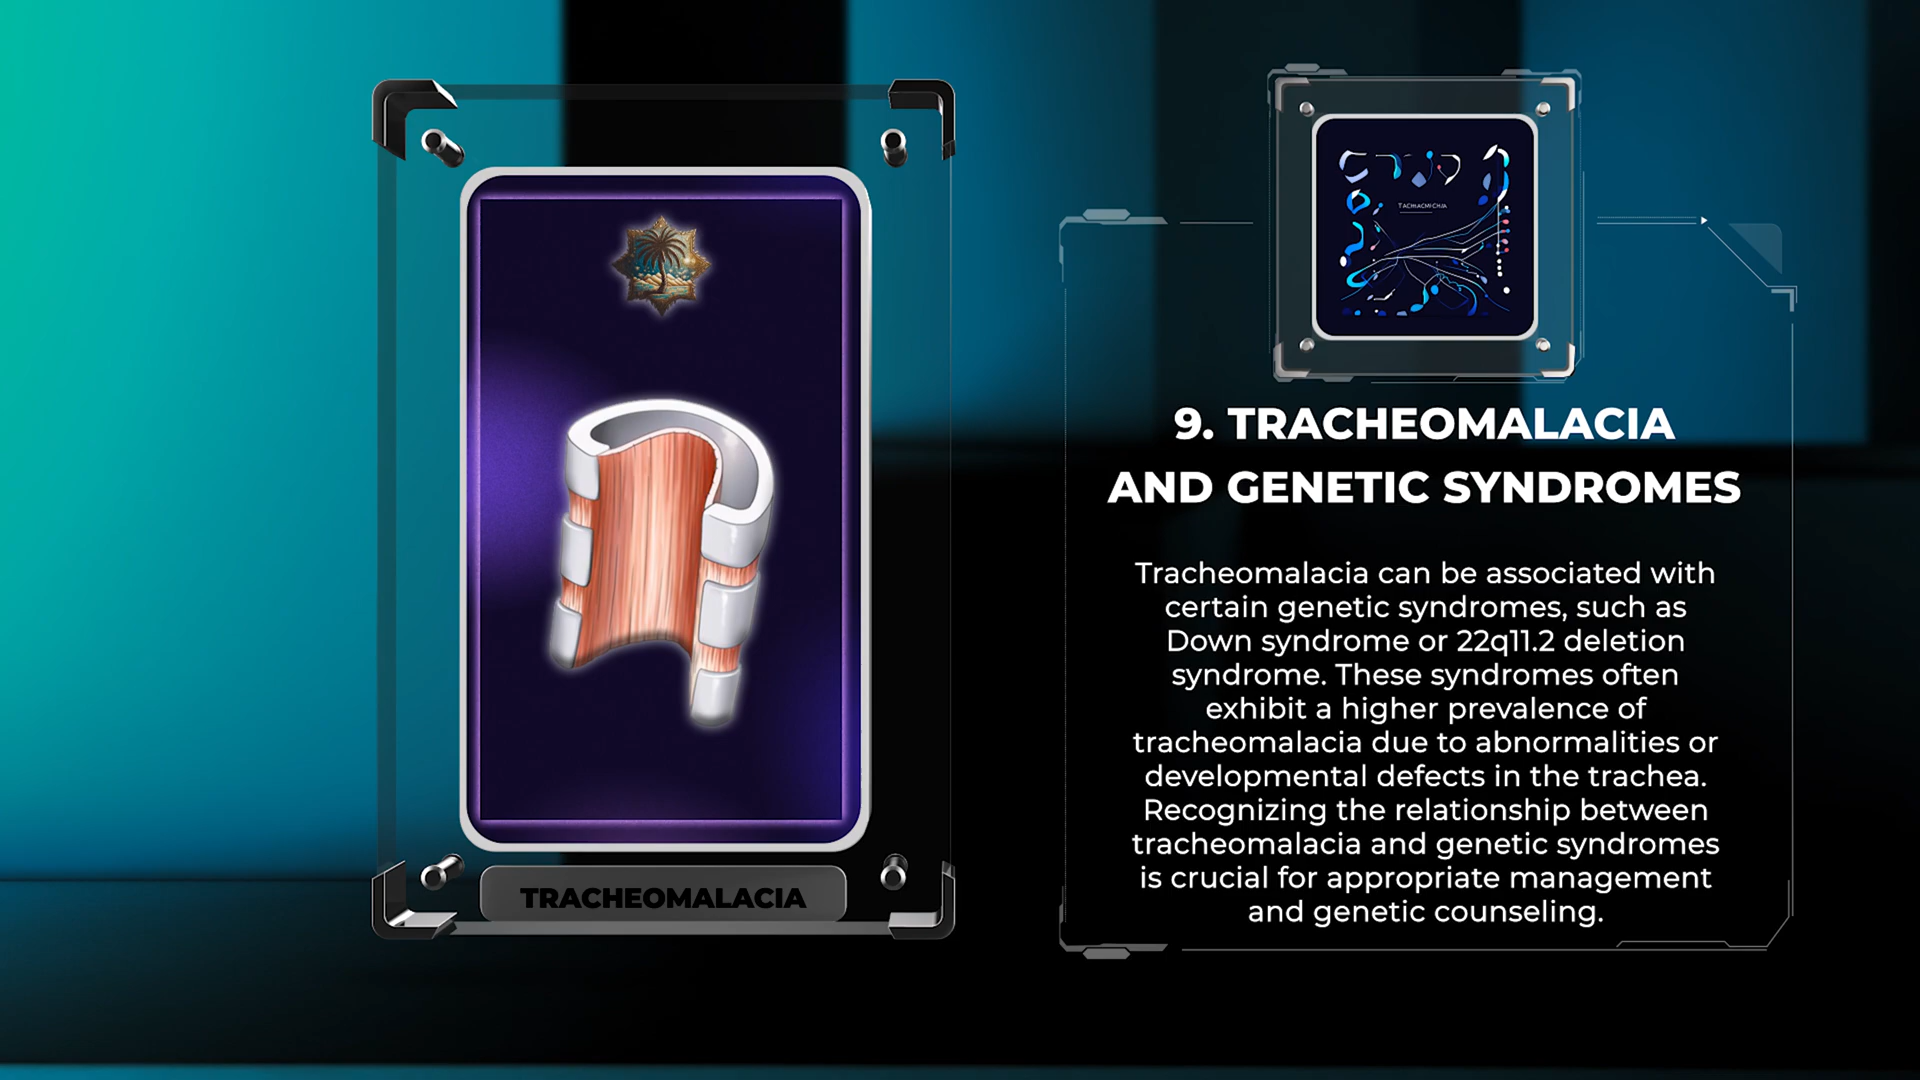 TACHIACMICHJA
9. TRACHEOMALACIA
AND GENETIC SYNDROMES
Tracheomalacia can be associated with
certain genetic syndromes, such as
Down syndrome or 22q11.2 deletion
syndrome. These syndromes often
exhibit a higher prevalence of
tracheomalacia due to abnormalities or
developmental defects in the trachea.
Recognizing the relationship between
tracheomalacia and genetic syndromes
is crucial for appropriate management
and genetic counseling.
TRACHEOMALACIA